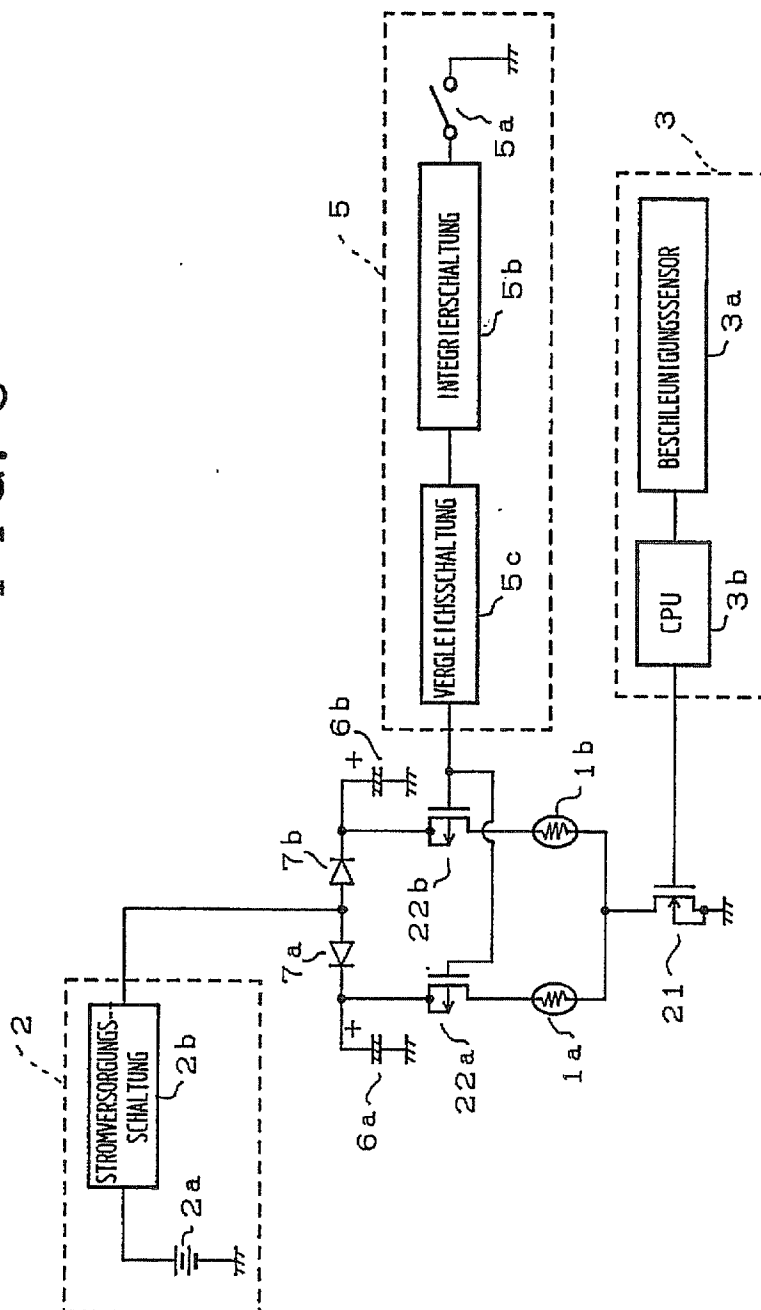 2
STROMVERSORGUNGS-
SCHALTUNG
2b
2a
7a
7b
+
6a
+
6b
22a
22b
1a
1b
21
5
VERGLEICHSSCHALTUNG
5c
INTEGRIERSCHALTUNG
5b
5a
3
CPU
3b
BESCHLEUNIGUNGSSENSOR
3a